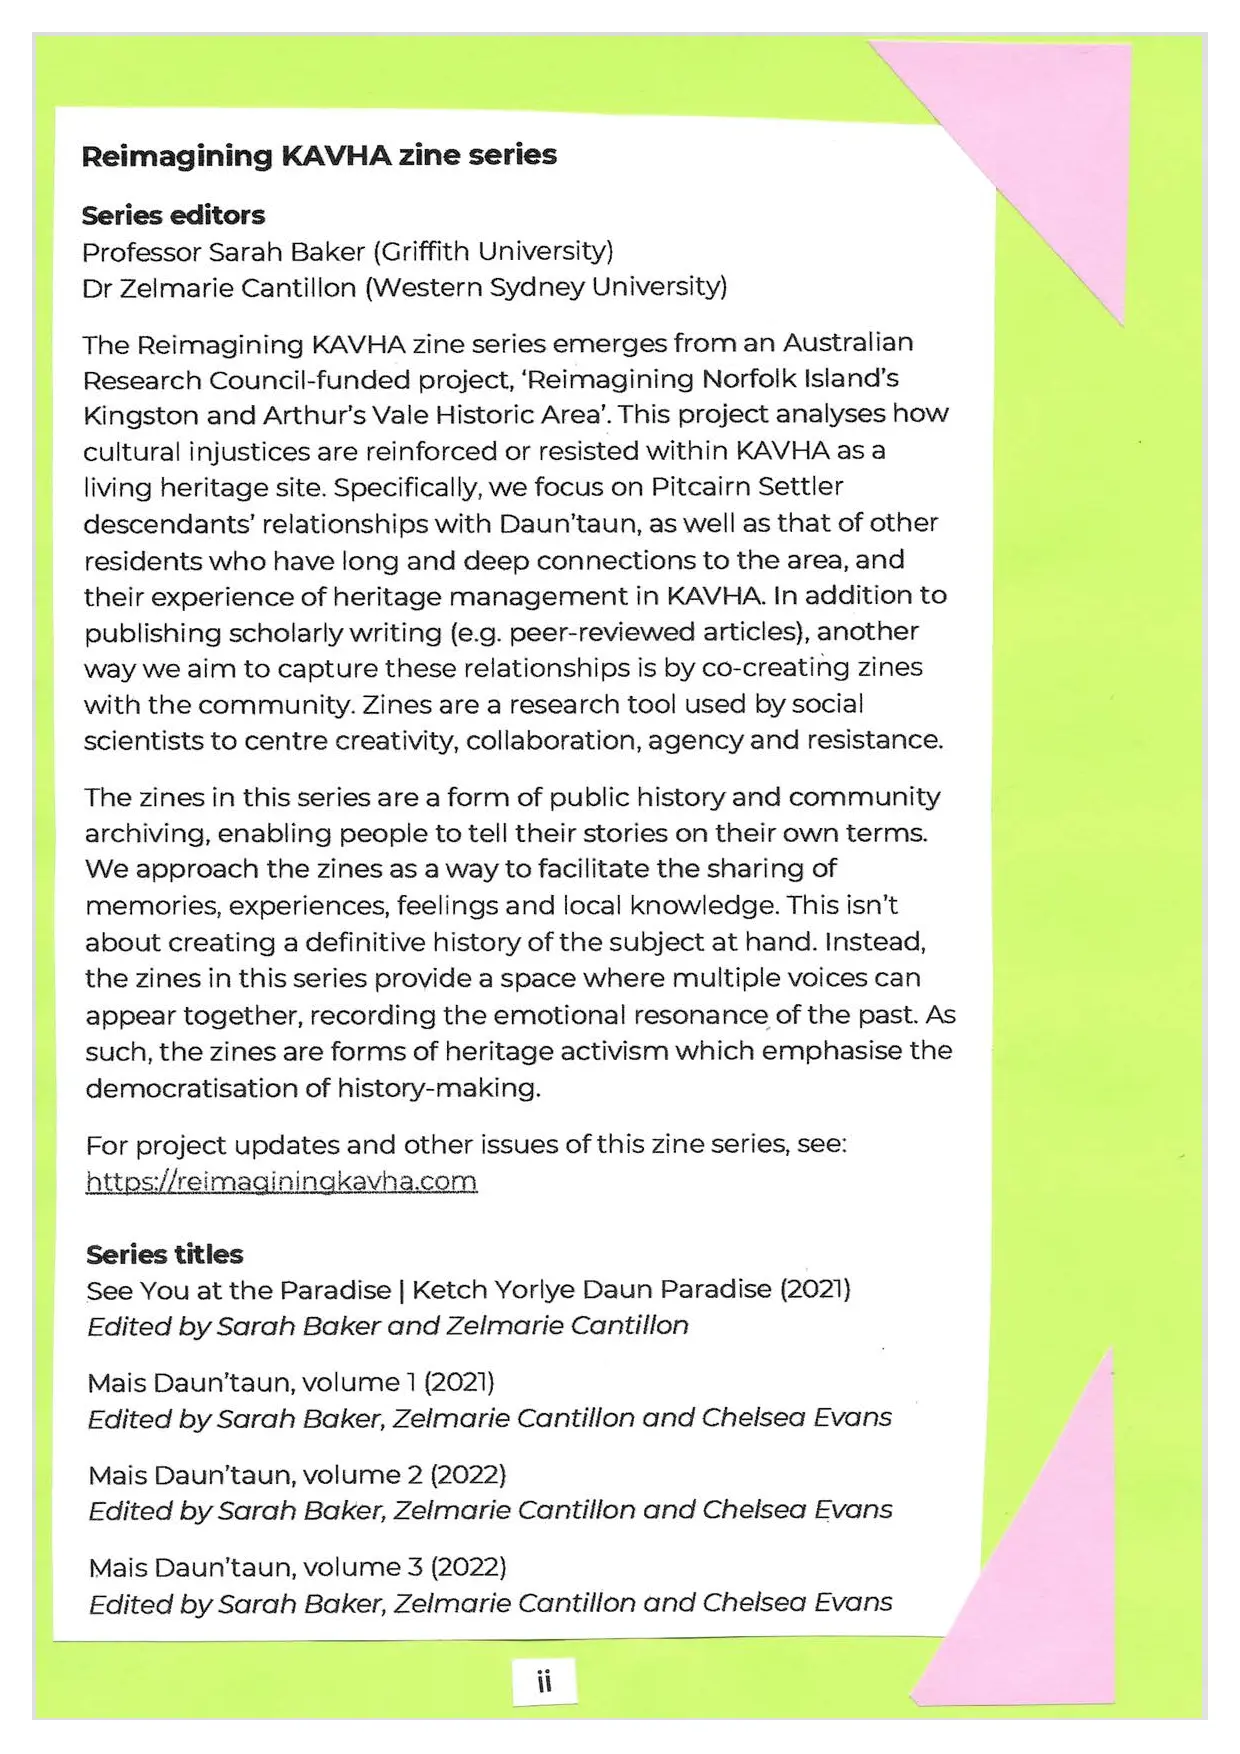 Reimagining KAVHA zine series
Series editors
Professor Sarah Baker (Griffith University)
Dr Zelmarie Cantillon (Western Sydney University)
The Reimagining KAVHA zine series emerges from an Australian
Research Council-funded project, ‘Reimagining Norfolk Island’s
Kingston and Arthur’s Vale Historic Area’. This project analyses how
cultural injustices are reinforced or resisted within KAVHA as a
living heritage site. Specifically, we focus on Pitcairn Settler
descendants’ relationships with Daun’taun, as well as that of other
residents who have long and deep connections to the area, and
their experience of heritage management in KAVHA. In addition to
publishing scholarly writing (e.g. peer-reviewed articles), another
way we aim to capture these relationships is by co-creating zines
with the community. Zines are a research tool used by social
scientists to centre creativity, collaboration, agency and resistance.
The zines in this series are a form of public history and community
archiving, enabling people to tell their stories on their own terms.
We approach the zines as a way to facilitate the sharing of
memories, experiences, feelings and local knowledge. This isn’t
about creating a definitive history of the subject at hand. Instead,
the zines in this series provide a space where multiple voices can
appear together, recording the emotional resonance of the past. As
such, the zines are forms of heritage activism which emphasise the
democratisation of history-making.
For project updates and other issues of this zine series, see:
https://reimaginingkavha.com
Series titles
See You at the Paradise | Ketch Yorlye Daun Paradise (2021)
Edited by Sarah Baker and Zelmarie Cantillon
Mais Daun’taun, volume 1 (2021)
Edited by Sarah Baker, Zelmarie Cantillon and Chelsea Evans
Mais Daun’taun, volume 2 (2022)
Edited by Sarah Baker, Zelmarie Cantillon and Chelsea Evans
Mais Daun’taun, volume 3 (2022)
Edited by Sarah Baker, Zelmarie Cantillon and Chelsea Evans
ii